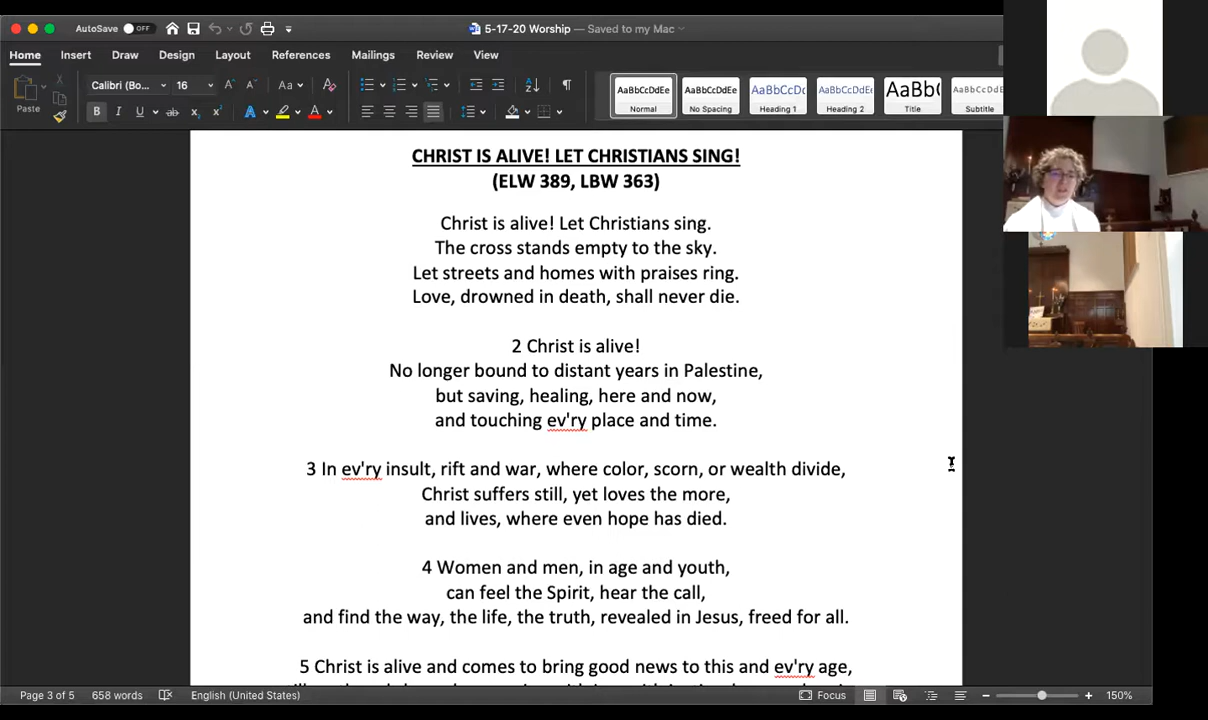 AutoSave OFF
5-17-20 Worship — Saved to my Mac
Home Insert Draw Design Layout References Mailings Review View
Paste
Calibri (Bo... 16
AaBbCcDdEe AaBbCcDdEe AaBbCcDc AaBbCcDdEe AaBb( AaBbCcDdEe
Normal No Spacing Heading 1 Heading 2 Title Subtitle
CHRIST IS ALIVE! LET CHRISTIANS SING!
(ELW 389, LBW 363)
Christ is alive! Let Christians sing.
The cross stands empty to the sky.
Let streets and homes with praises ring.
Love, drowned in death, shall never die.
2 Christ is alive!
No longer bound to distant years in Palestine,
but saving, healing, here and now,
and touching ev'ry place and time.
3 In ev'ry insult, rift and war, where color, scorn, or wealth divide,
Christ suffers still, yet loves the more,
and lives, where even hope has died.
4 Women and men, in age and youth,
can feel the Spirit, hear the call,
and find the way, the life, the truth, revealed in Jesus, freed for all.
5 Christ is alive and comes to bring good news to this and ev'ry age,
Page 3 of 5 658 words English (United States) Focus 150%